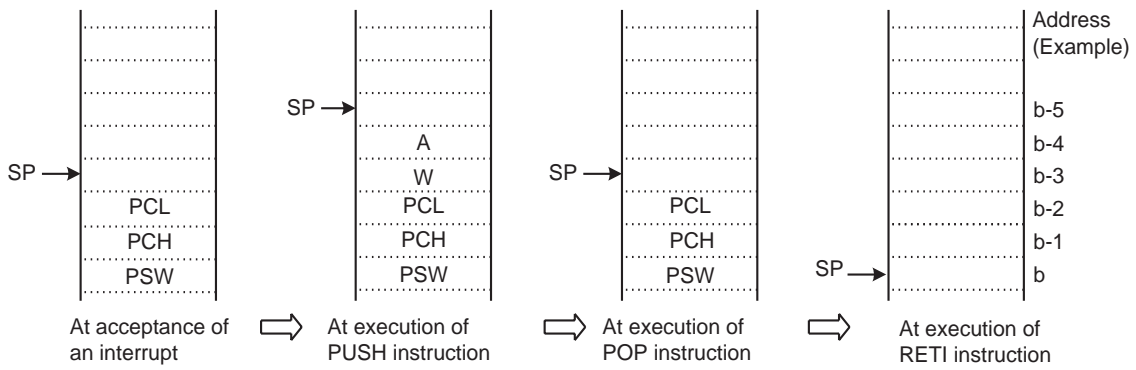 Address
(Example)
SP
b-5
A
b-4
SP
W
SP
b-3
PCL
PCL
PCL
b-2
PCH
PCH
PCH
b-1
PSW
PSW
PSW
SP
b
At acceptance of
an interrupt
At execution of
PUSH instruction
At execution of
POP instruction
At execution of
RETI instruction